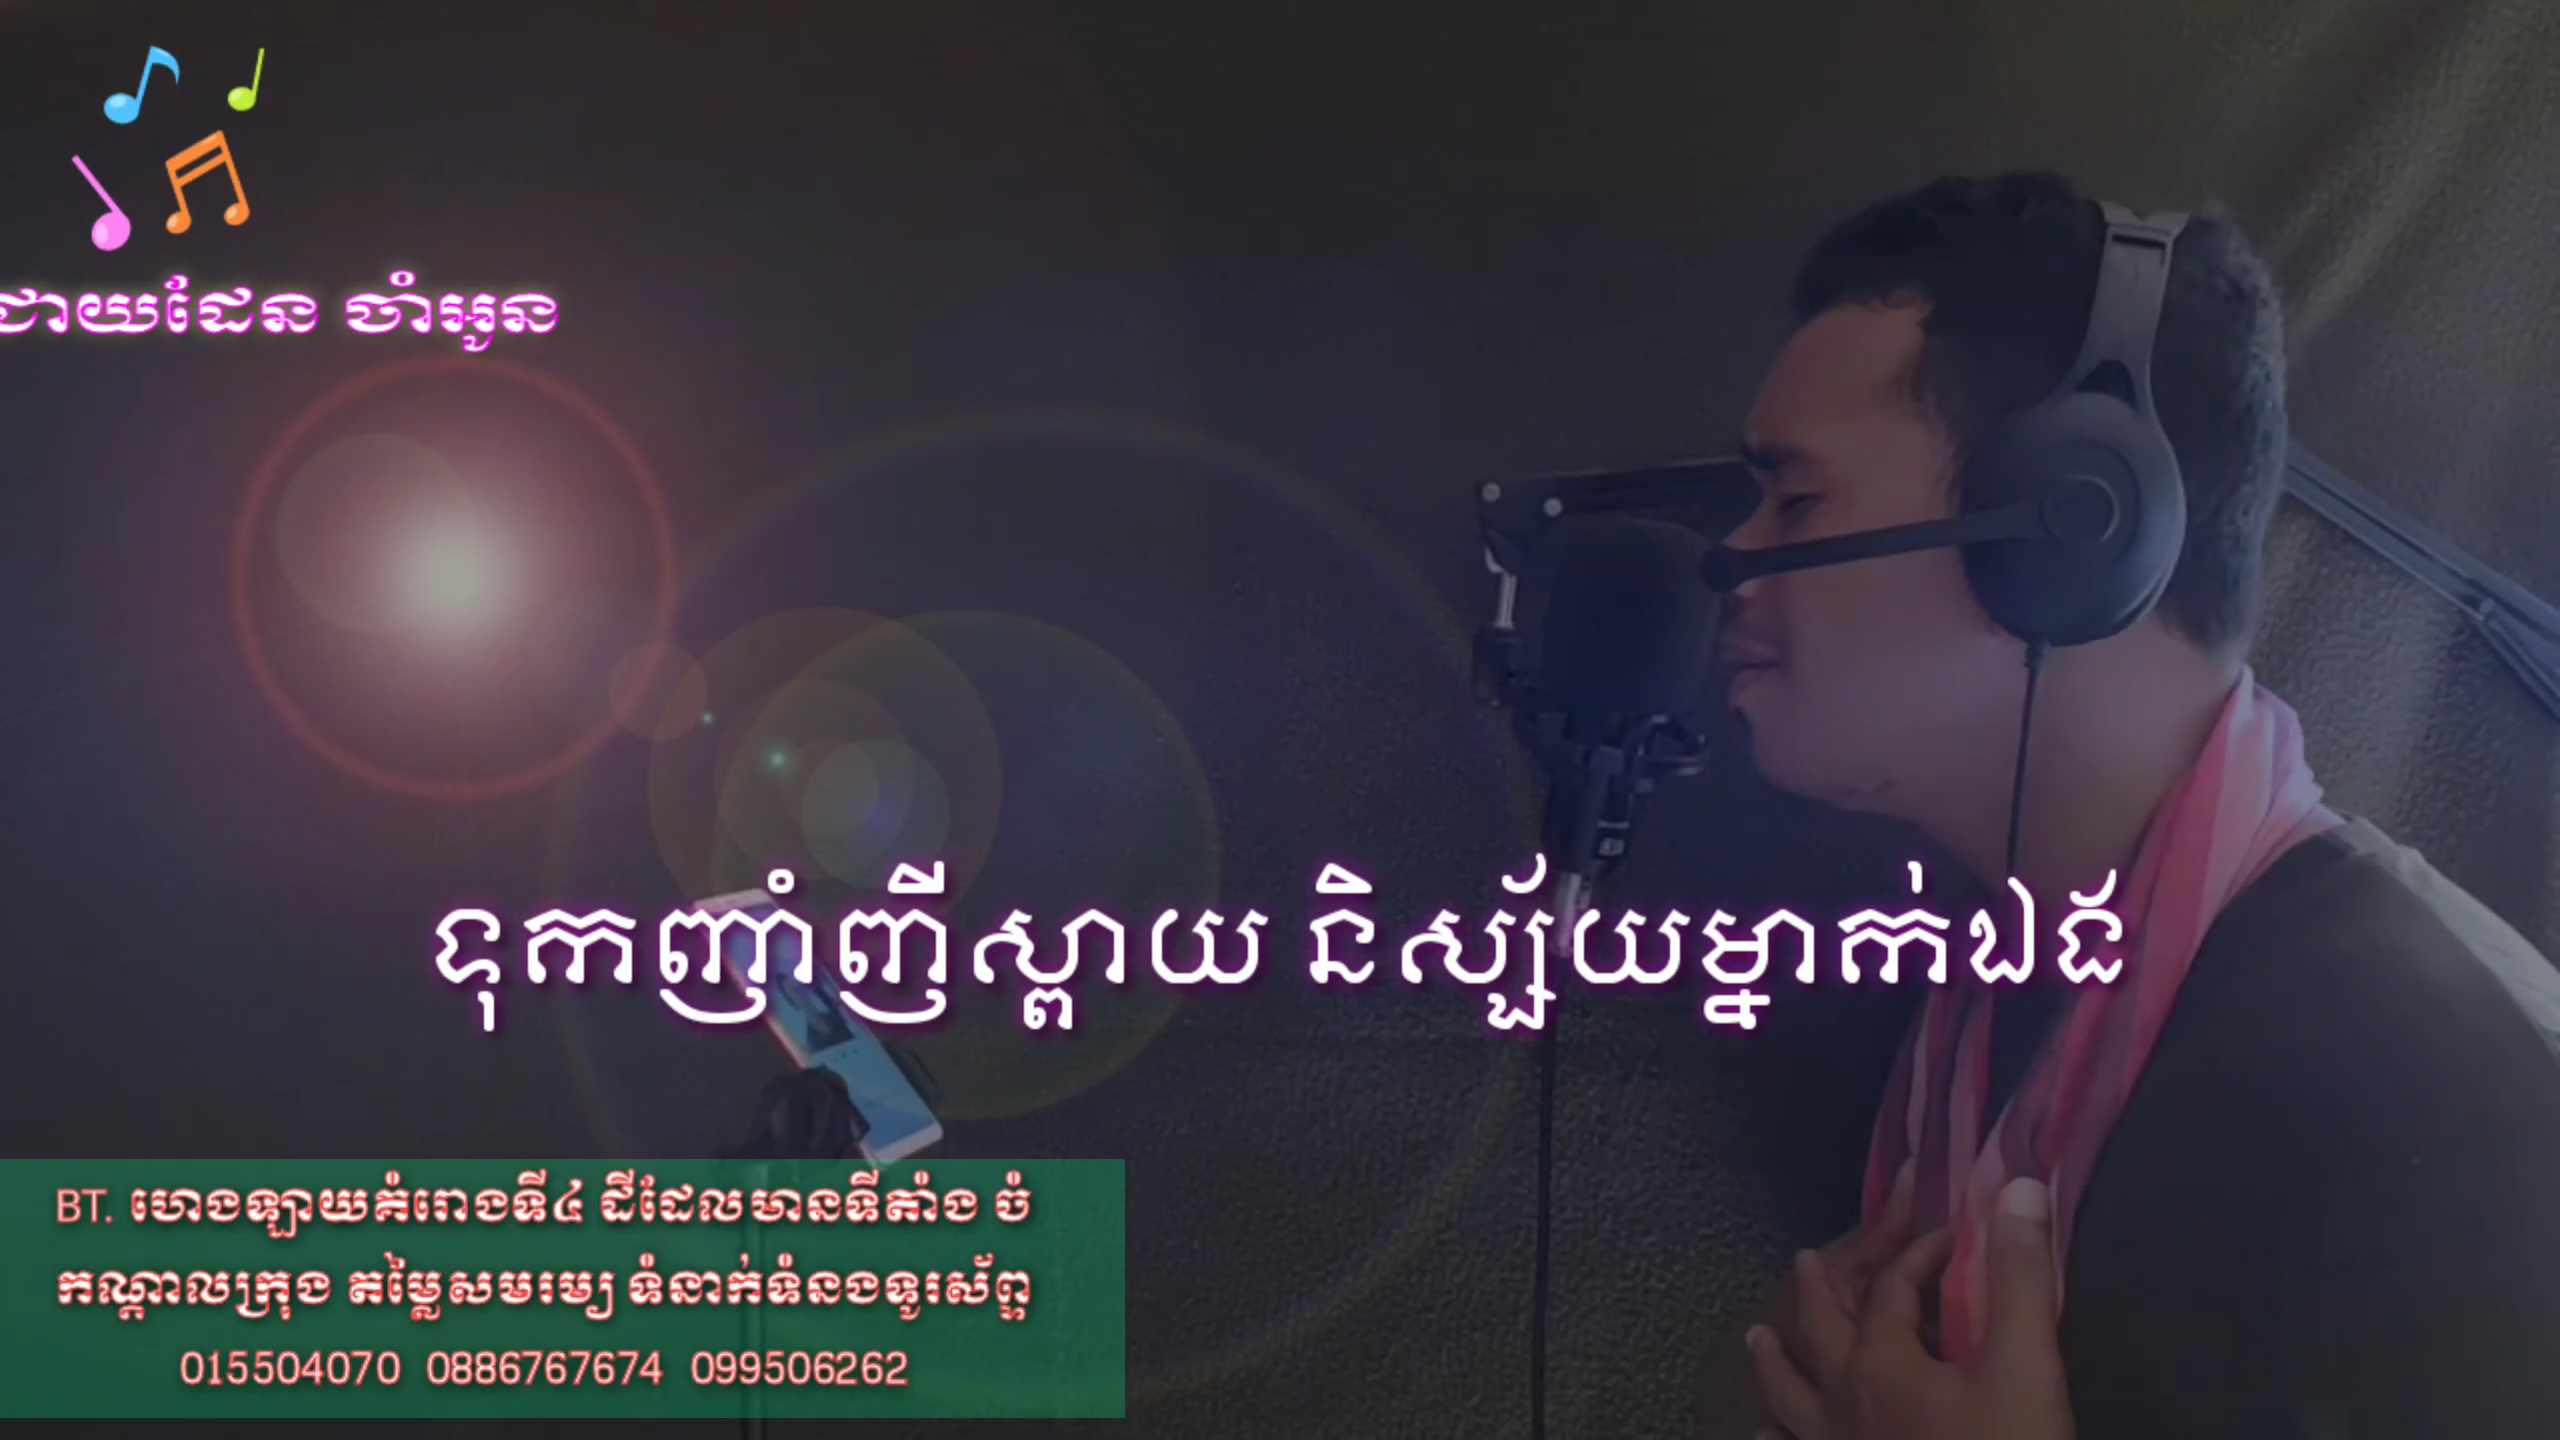 ជាយដែន ចាំអូន
ទុកញាំញីស្តាយ និស្ស័យម្នាក់ឯង
BT. ហេងឡាយគំរោងទី៤ ដីដែលមានទីតាំង ចំ
កណ្តាលក្រុង តម្លៃសមរម្យ ទំនាក់ទំនងទូរស័ព្ទ
015504070 0886767674 099506262